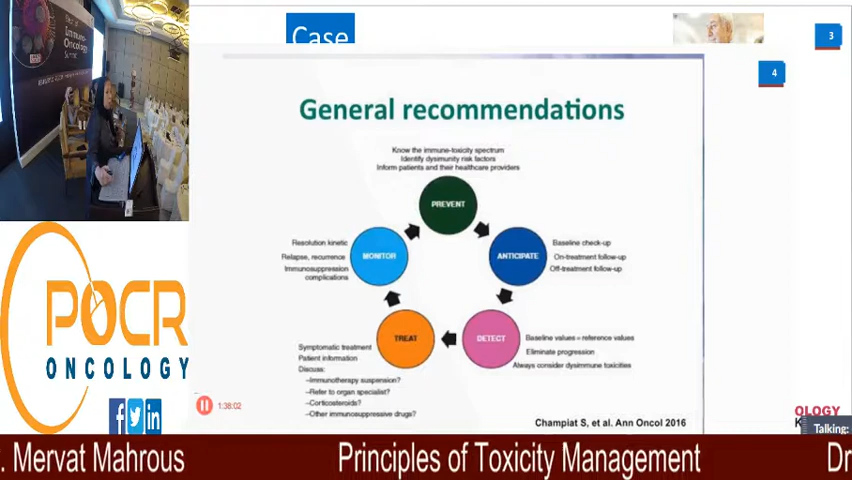 Case
3
4
General recommendations
Know the immune-toxicity spectrum
Identify dysimunity risk factors
Inform patients and their healthcare providers
PREVENT
Resolution kinetic
Relapse, recurrence
Immunosuppression
complications
MONITOR
ANTICIPATE
Baseline check-up
On-treatment follow-up
Off-treatment follow-up
Symptomatic treatment
Patient information
Discuss:
–Immunotherapy suspension?
–Refer to organ specialist?
–Corticosteroids?
–Other immunosuppressive drugs?
TREAT
DETECT
Baseline values = reference values
Eliminate progression
Always consider dysimmune toxicities
Champiat S, et al. Ann Oncol 2016
1:38:02
OLOGY
K
Talking:
Immuno-
Oncology
POCR
ONCOLOGY
f
in
. Mervat Mahrous
Principles of Toxicity Management
Dr